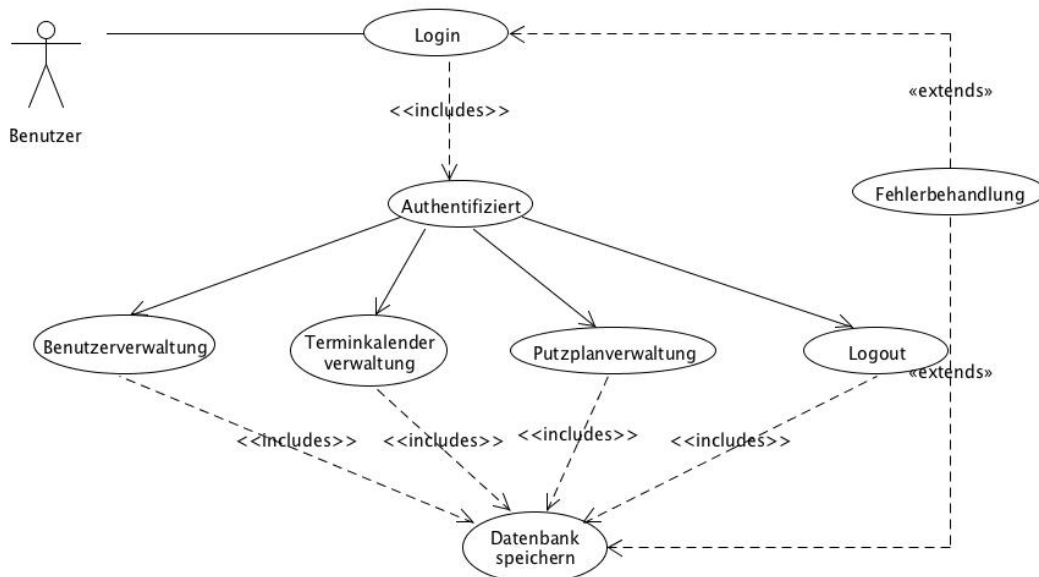 Login
Benutzer
«extends»
<<includes>>
Fehlerbehandlung
Authentifiziert
Benutzerverwaltung
Terminkalender
verwaltung
Putzplanverwaltung
Logout
«extends»
<<includes>>
<<includes>>
<<includes>>
<<includes>>
Datenbank
speichern